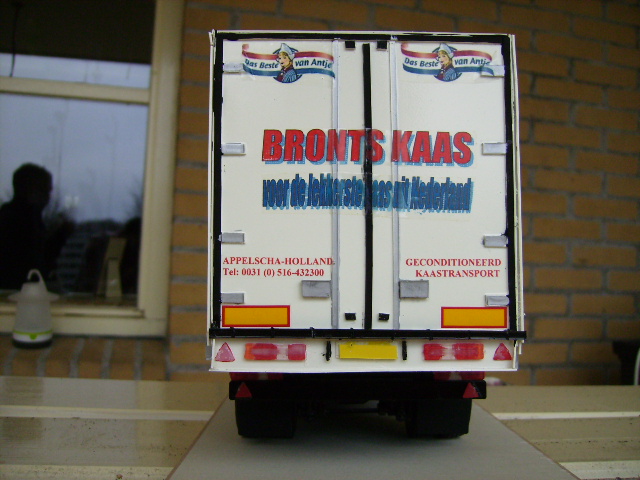 Das Beste van Antje
Das Beste van Antje
BRONTS KAAS
voor de lekkerste kaas uit Nederland
APPELSCHA-HOLLAND
Tel: 0031 (0) 516-432300
GECONDITIONEERD
KAASTRANSPORT